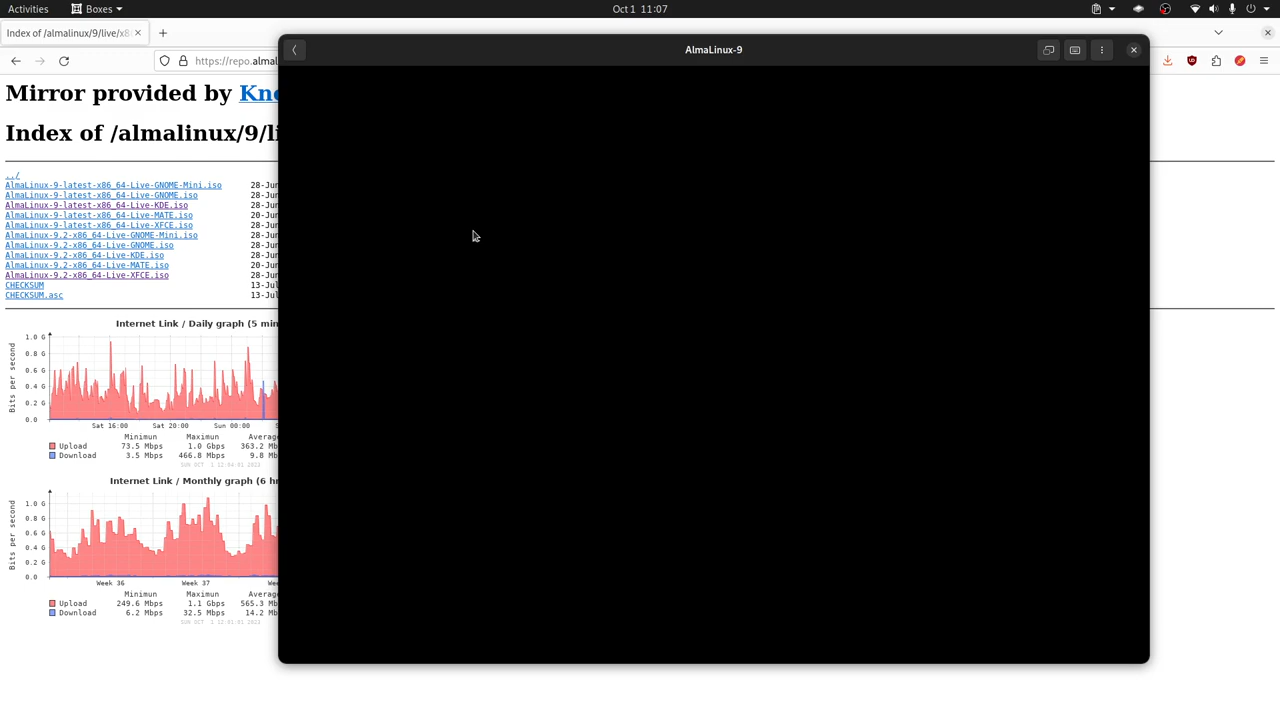 Activities Boxes Oct 1 11:07
Index of /almalinux/9/live/x8
https://repo.almal
AlmaLinux-9
Mirror provided by Kno
Index of /almalinux/9/li
../
AlmaLinux-9-latest-x86_64-Live-GNOME-Mini.iso 28-Jun
AlmaLinux-9-latest-x86_64-Live-GNOME.iso 28-Jun
AlmaLinux-9-latest-x86_64-Live-KDE.iso 28-Jun
AlmaLinux-9-latest-x86_64-Live-MATE.iso 20-Jun
AlmaLinux-9-latest-x86_64-Live-XFCE.iso 28-Jun
AlmaLinux-9.2-x86_64-Live-GNOME-Mini.iso 28-Jun
AlmaLinux-9.2-x86_64-Live-GNOME.iso 28-Jun
AlmaLinux-9.2-x86_64-Live-KDE.iso 28-Jun
AlmaLinux-9.2-x86_64-Live-MATE.iso 20-Jun
AlmaLinux-9.2-x86_64-Live-XFCE.iso 28-Jun
CHECKSUM 13-Jul
CHECKSUM.asc 13-Jul
Internet Link / Daily graph (5 min
Bits per second
1.0 G
0.8 G
0.6 G
0.4 G
0.2 G
0.0
Sat 16:00 Sat 20:00 Sun 00:00
Minimun Maximun Average
Upload 73.5 Mbps 1.0 Gbps 363.2 Mb
Download 3.5 Mbps 466.8 Mbps 9.8 Mb
Internet Link / Monthly graph (6 hr
Bits per second
1.0 G
0.8 G
0.6 G
0.4 G
0.2 G
0.0
Week 36 Week 37 We
Minimun Maximun Average
Upload 249.6 Mbps 1.1 Gbps 565.3 Mb
Download 6.2 Mbps 32.5 Mbps 14.2 Mb